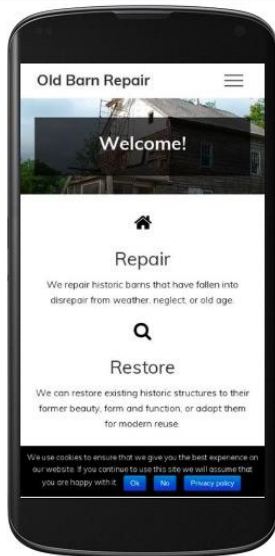 Old Barn Repair
Welcome!
Repair
We repair historic barns that have fallen into
disrepair from weather, neglect, or old age.
Restore
We can restore existing historic structures to their
former beauty, form and function, or adapt them
for modern reuse.
We use cookies to ensure that we give you the best experience on
our website. If you continue to use this site we will assume that
you are happy with it. Ok No Privacy policy